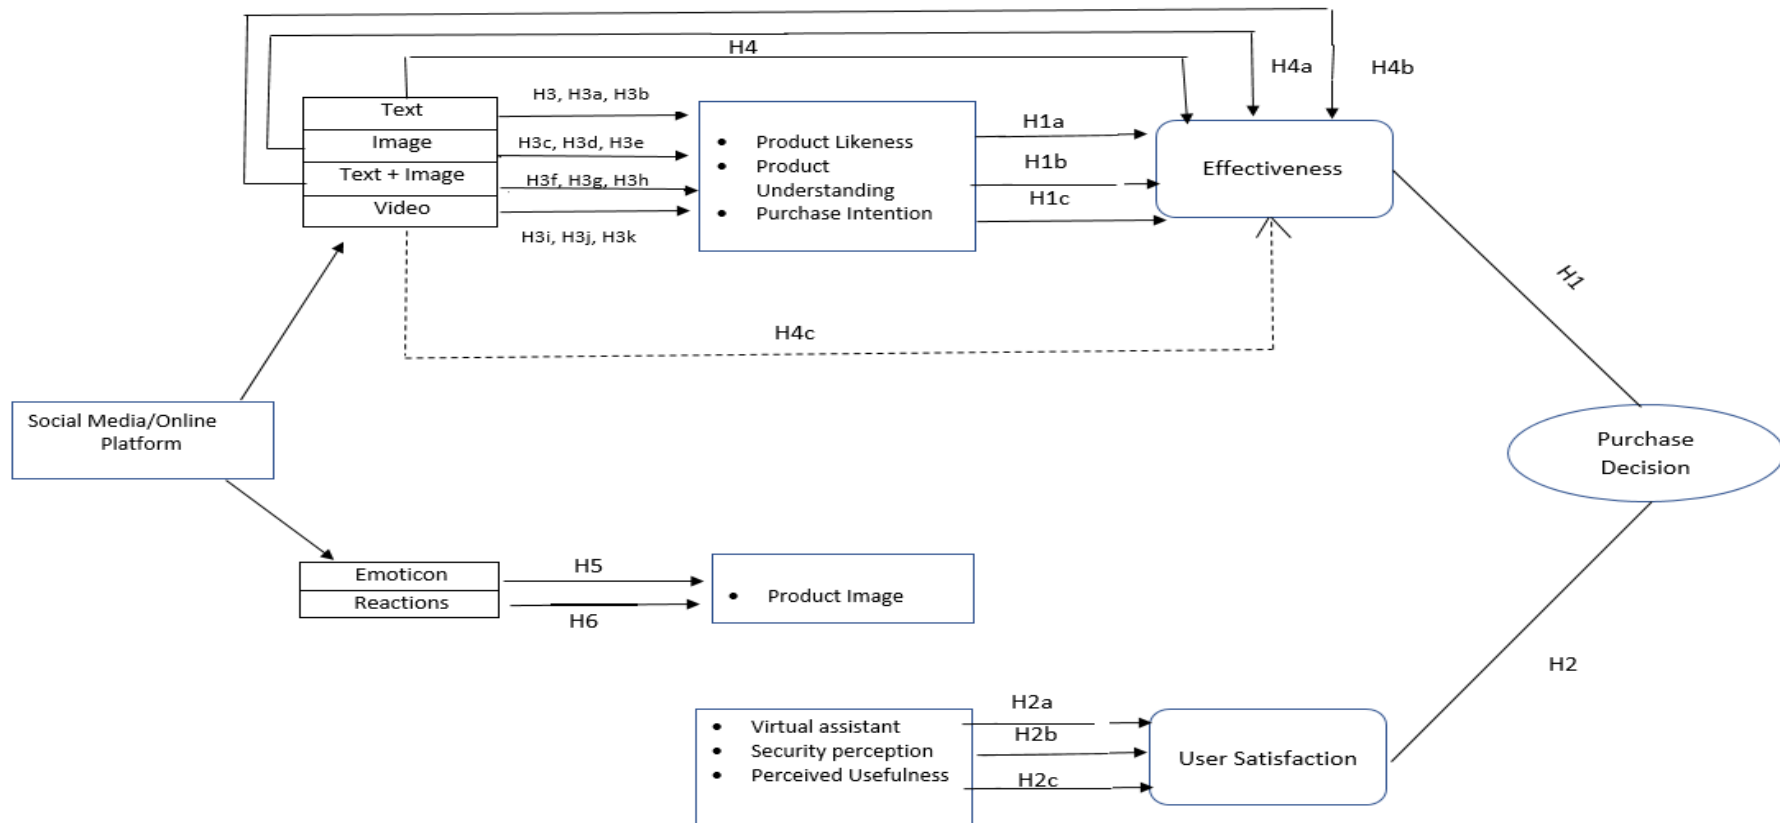 H4
H4a
H4b
Text
Image
Text + Image
Video
H3, H3a, H3b
H3c, H3d, H3e
H3f, H3g, H3h
H3i, H3j, H3k
• Product Likeness
• Product
Understanding
• Purchase Intention
H1a
H1b
H1c
Effectiveness
H1
H4c
Social Media/Online
Platform
Purchase
Decision
Emoticon
Reactions
H5
H6
• Product Image
H2
• Virtual assistant
• Security perception
• Perceived Usefulness
H2a
H2b
H2c
User Satisfaction